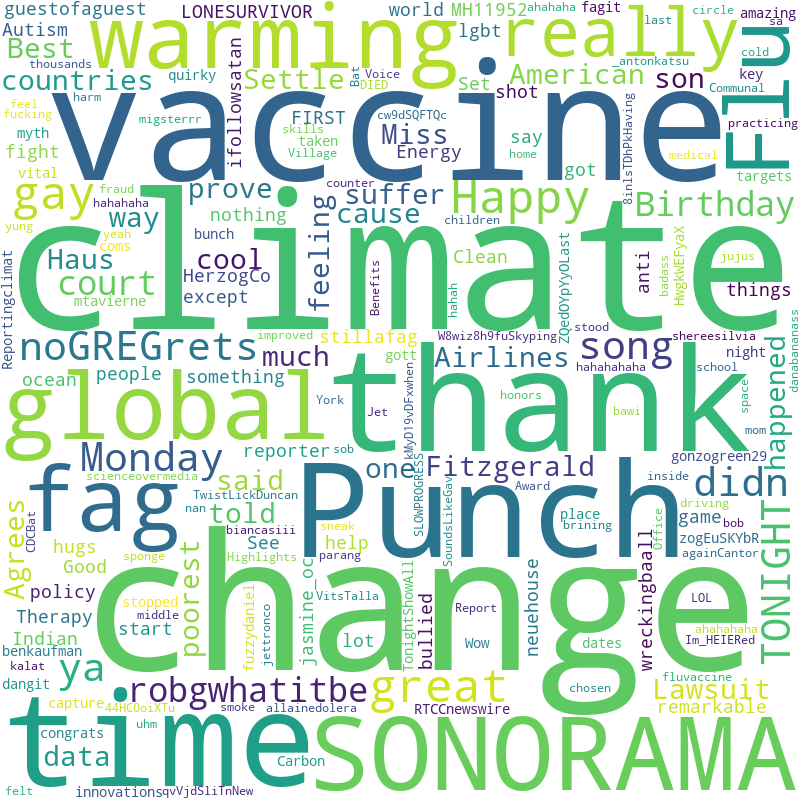 guestofaguest
LONESURVIVOR
world
MH11952
ahahaha
fagit
last
circle
sa
amazing
Autism
warming
lgbt
really
_antonkatsu
Flu
Best
thousands
quirky
Bat
Voice
DIED
Set
American
son
cold
key
Communal
countries
Settle
shot
feel
fucking
harm
vaccine
ifollowsatan
FIRST
cw9dSQFTQc
Miss
8inlsTDhPkHaving
practicing
myth
migsterrr
skills
taken
say
fight
Village
Energy
home
medical
targets
vital
gay
fraud
hahahaha
prove
counter
suffer
got
Happy
Birthday
yung
yeah
coms
way
nothing
cause
children
climate
Haus
bunch
feeling
hahah
Clean
ZQedOYpYyOLast
anti
badass
HwgkWEFyaX
jujus
court
cool
HerzogCo
Benefits
things
mtavierne
except
Reportingclimat
improved
stillafag
W8wiz8h9fuSkyping
stood
shereesilvia
noGREGrets
much
gott
Airlines
song
night
happened
danabananass
ocean
people
something
hahahahaha
school
global
York
Jet
kMyD19vDFxwhen
thank
honors
bawi
space
mom
Monday
reporter
sob
one
Fitzgerald
gonzogreen29
scienceovermedia
said
SLOWPROGRESS
Award
inside
didn
driving
Agrees
CDCBat
fag
TwistLickDuncan
nan
told
Punch
SoundsLikeGav
place
brining
Office
game
bob
zogEuSKYbR
againCantor
TONIGHT
hugs
Good
biancasiii
sneak
See
help
sponge
Highlights
parang
policy
poorest
change
LOL
ahahahaha
Therapy
stopped
middle
start
fuzzydaniel
jettronco
jasmine_oc
VitsTalla
lot
TonightShowAll
bullied
Report
Wow
neuehouse
dates
wreckingbaall
Im_HEIERed
Indian
benkaufman
kalat
dangit
ya
robgwhatitbe
great
chosen
fluvaccine
Lawsuit
remarkable
capture
44HCOoiXTu
smoke
allainedolera
RTCCnewswire
congrats
uhm
time
SONORAMA
data
Carbon
felt
innovations
qvVjdSliTnNew